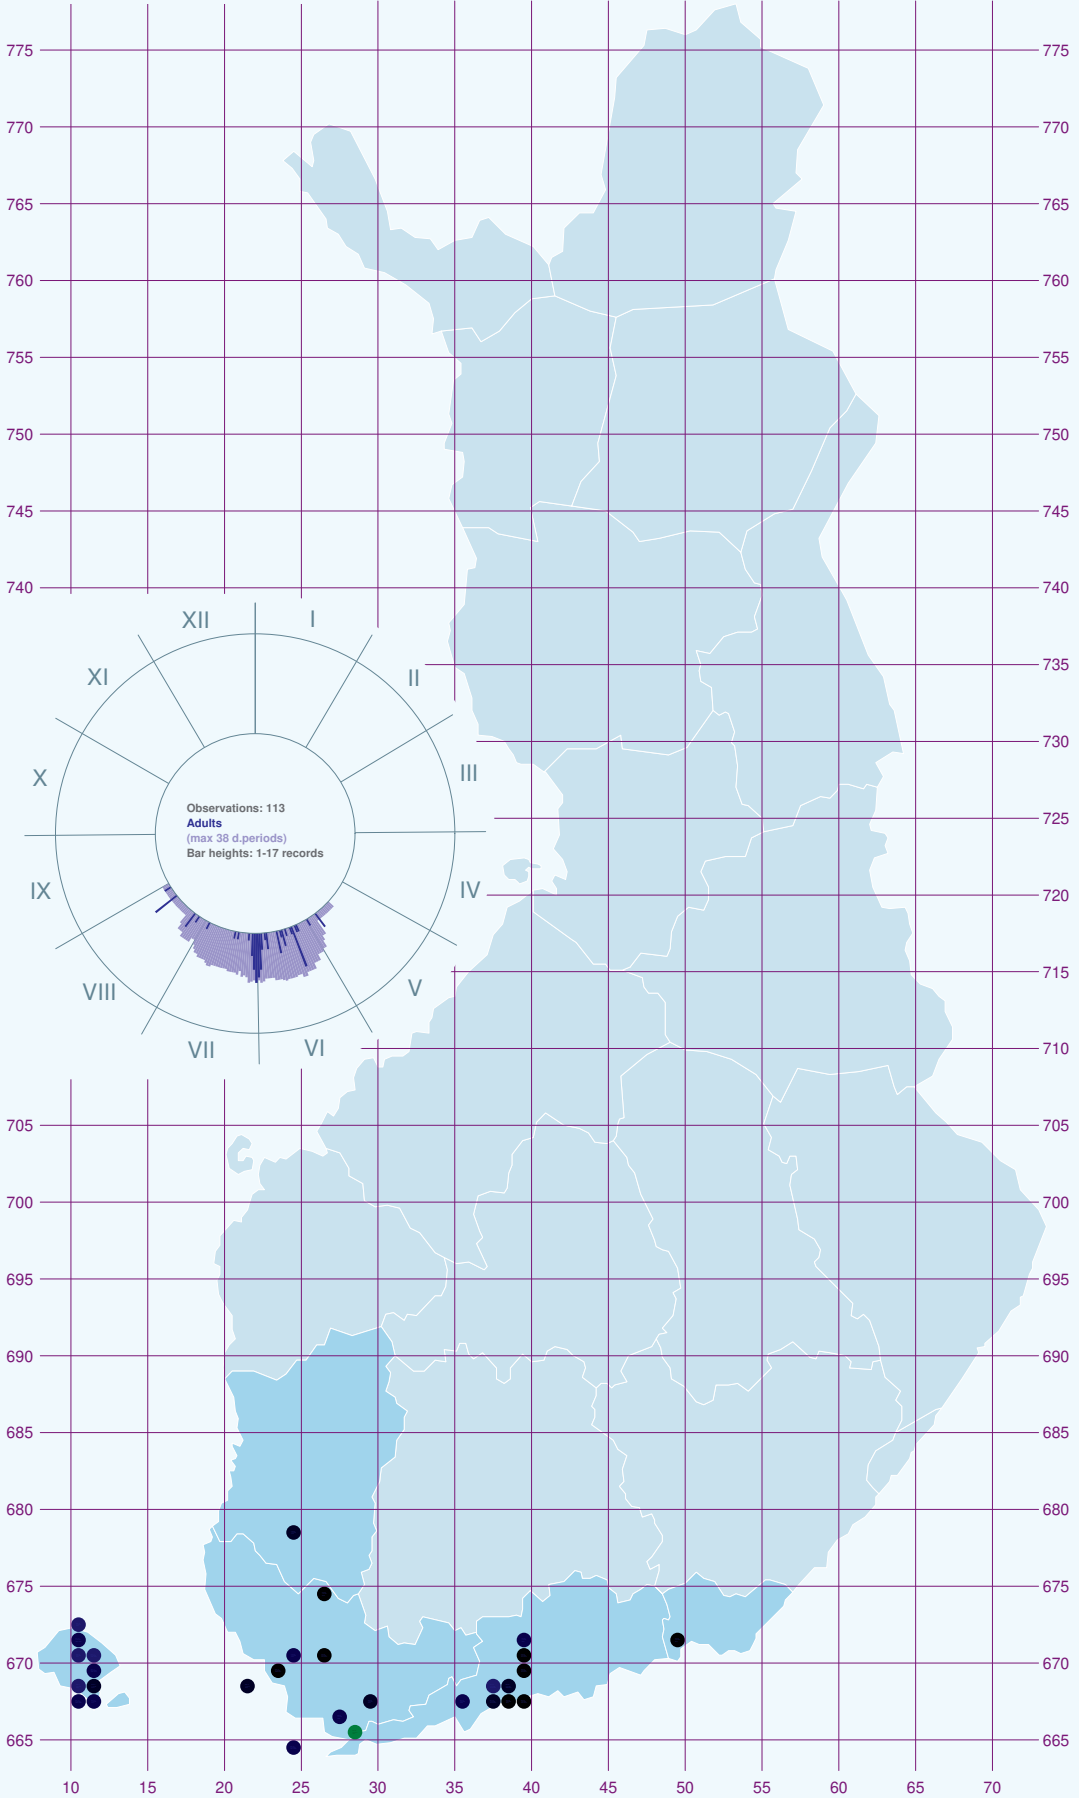 775 775
770 770
765 765
760 760
755 755
750 750
745 745
740 740
XII I
XI II
735 735
730 730
X III
Observations: 113
Adults
(max 38 d.periods)
Bar heights: 1-17 records
725 725
IX IV
720 720
715 715
VIII V
VII VI
710 710
705 705
700 700
695 695
690 690
685 685
680 680
675 675
670 670
665 665
10 15 20 25 30 35 40 45 50 55 60 65 70